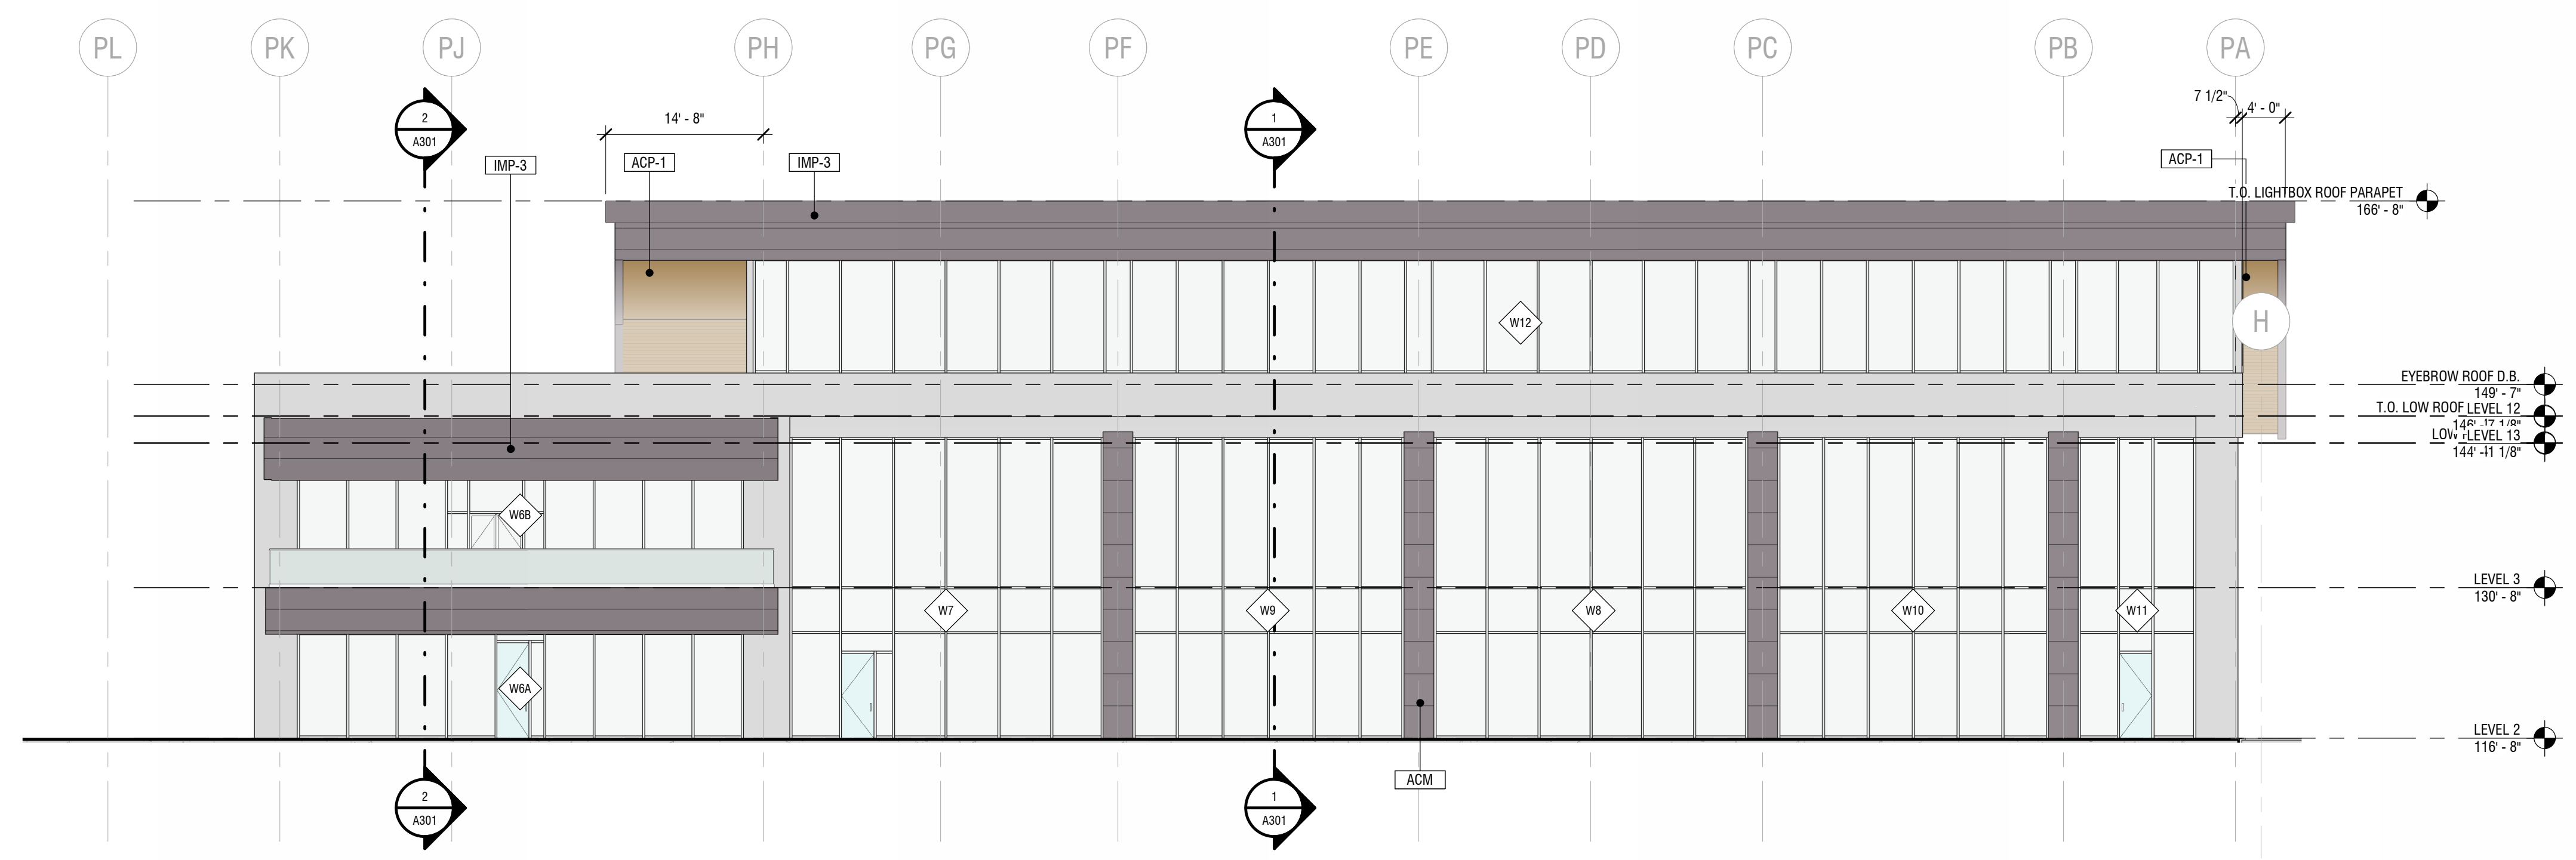 PL PK PJ PH PG PF PE PD PC PB PA
7 1/2"
4' - 0"
14' - 8"
2
A301
1
A301
IMP-3
ACP-1
IMP-3
ACP-1
T.O. LIGHTBOX ROOF PARAPET
166' - 8"
W12
H
EYEBROW ROOF D.B.
149' - 7"
T.O. LOW ROOF
LEVEL 12
LEVEL 13
144' -
1 1/8"
W6B
LEVEL 3
130' - 8"
W7
W9
W8
W10
W11
W6A
LEVEL 2
116' - 8"
ACM
2
A301
1
A301